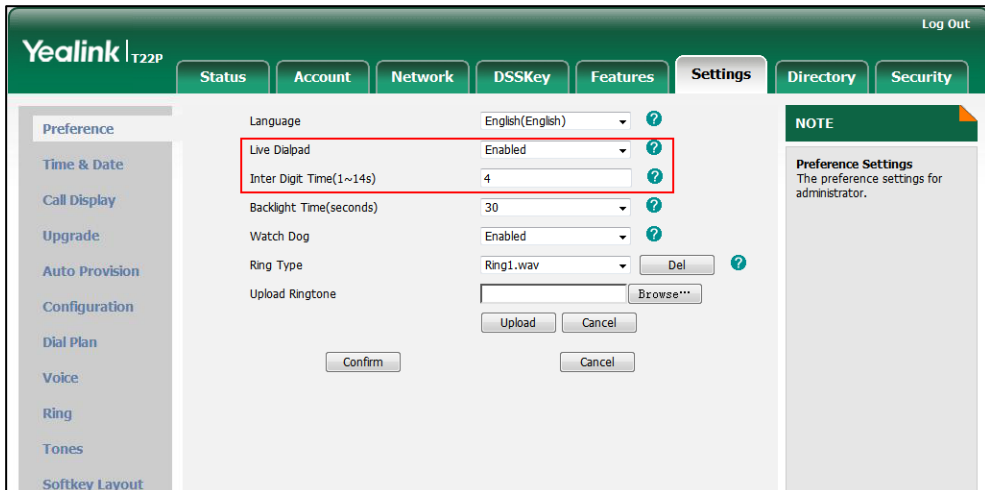 Log Out
Yealink T22P
Status Account Network DSSKey Features Settings Directory Security
Preference
Time & Date
Call Display
Upgrade
Auto Provision
Configuration
Dial Plan
Voice
Ring
Tones
Softkey Layout
Language English(English) ?
Live Dialpad Enabled ?
Inter Digit Time(1~14s) 4 ?
Backlight Time(seconds) 30 ?
Watch Dog Enabled ?
Ring Type Ring1.wav Del ?
Upload Ringtone Browse...
Upload Cancel
Confirm Cancel
NOTE
Preference Settings
The preference settings for
administrator.